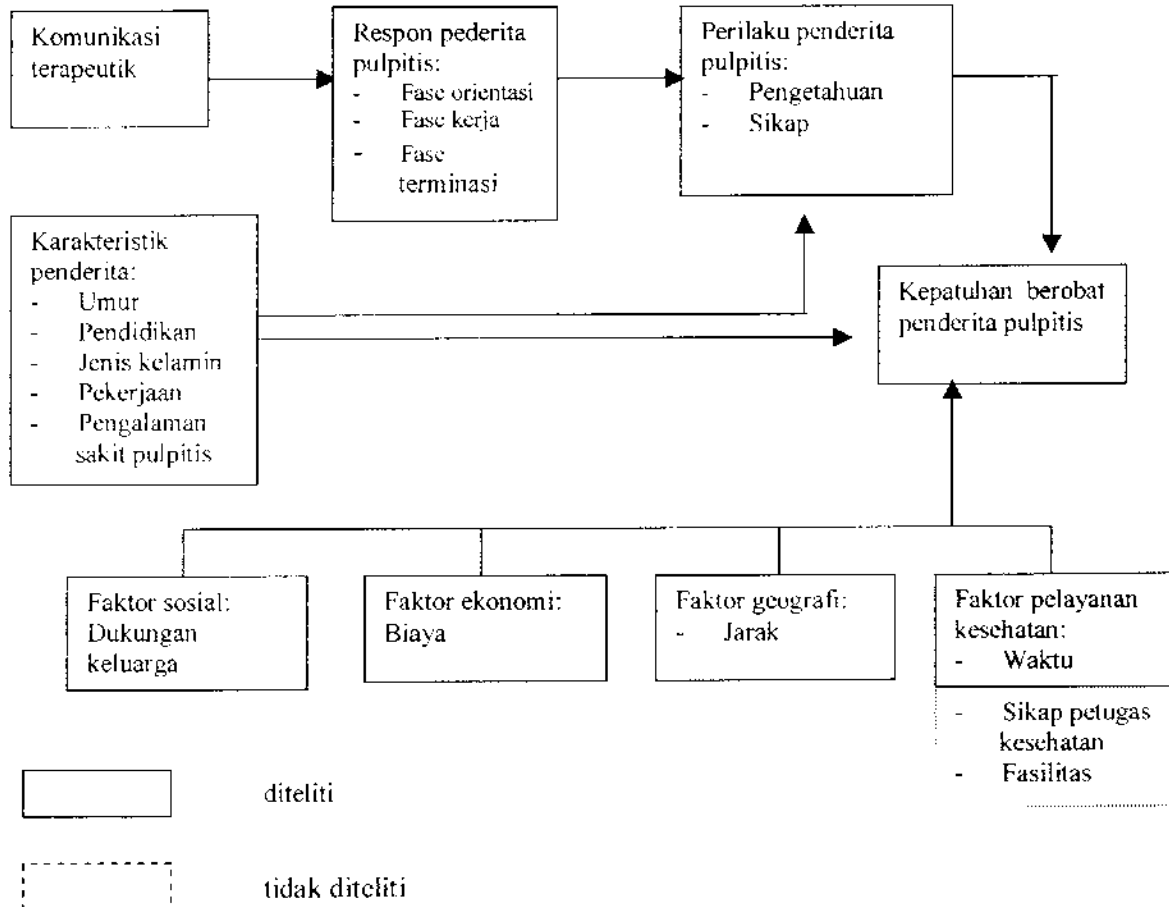 Komunikasi
terapeutik
Respon pederita
pulpitis:
- Fase orientasi
- Fase kerja
- Fase
terminasi
Perilaku penderita
pulpitis:
- Pengetahuan
- Sikap
Karakteristik
penderita:
- Umur
- Pendidikan
- Jenis kelamin
- Pekerjaan
- Pengalaman
sakit pulpitis
Kepatuhan berobat
penderita pulpitis
Faktor sosial:
Dukungan
keluarga
Faktor ekonomi:
Biaya
Faktor geografi:
- Jarak
Faktor pelayanan
kesehatan:
- Waktu
- Sikap petugas
kesehatan
- Fasilitas
diteliti
tidak diteliti